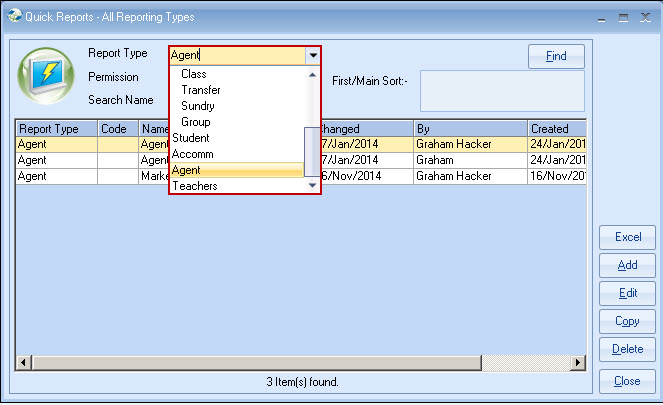 Quick Reports - All Reporting Types
Report Type Agent Find
Class
Permission Transfer First/Main Sort:-
Search Name Sundry
Group
Report Type Code Name Changed By Created
Student
Agent 7/Jan/2014 Graham Hacker 24/Jan/201
Accomm
Agent 7/Jan/2014 Graham 24/Jan/201
Agent
Agent Marke 6/Nov/2014 Graham Hacker 16/Nov/201
Teachers
Excel
Add
Edit
Copy
Delete
3 Item(s) found. Close